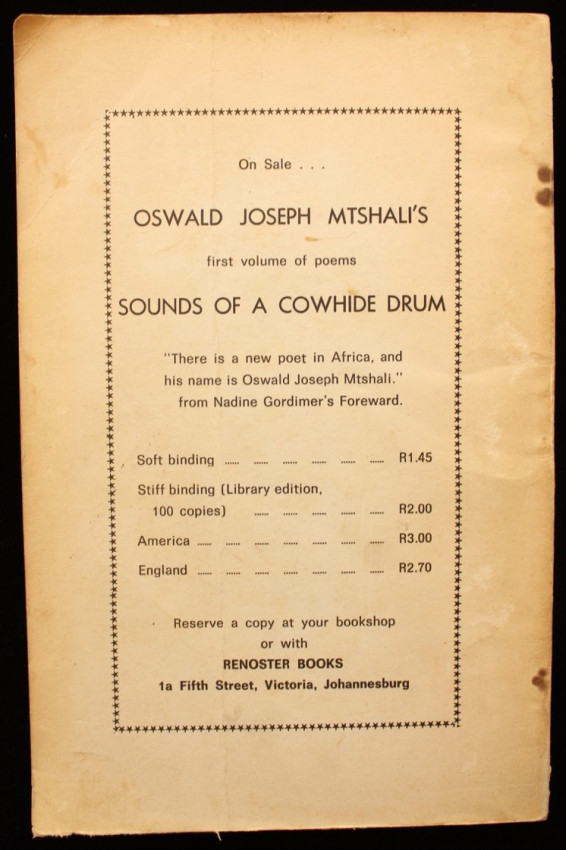 On Sale . . .
OSWALD JOSEPH MTSHALI'S
first volume of poems
SOUNDS OF A COWHIDE DRUM
"There is a new poet in Africa, and
his name is Oswald Joseph Mtshali."
from Nadine Gordimer's Foreward.
Soft binding ...... ...... ...... ...... ...... ...... R1.45
Stiff binding (Library edition,
100 copies) ...... ...... ...... ...... ...... R2.00
America ...... ...... ...... ...... ...... ...... R3.00
England ...... ...... ...... ...... ...... ...... R2.70
Reserve a copy at your bookshop
or with
RENOSTER BOOKS
1a Fifth Street, Victoria, Johannesburg